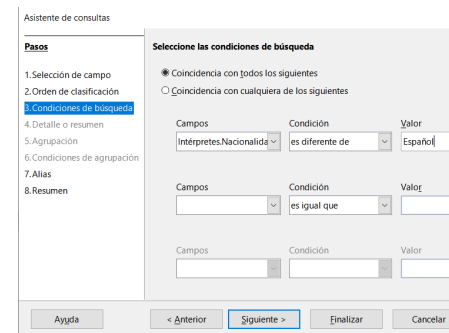 Asistente de consultas
Pasos
1.Selección de campo
2.Orden de clasificación
3.Condiciones de búsqueda
4.Detalle o resumen
5.Agrupación
6.Condiciones de agrupación
7.Alias
8.Resumen
Seleccione las condiciones de búsqueda
Coincidencia con todos los siguientes
Coincidencia con cualquiera de los siguientes
Campos Condición Valor
Intérpretes.Nacionalida es diferente de Español
Campos Condición Valor
es igual que
Campos Condición Valor
Ayuda < Anterior Siguiente > Finalizar Cancelar